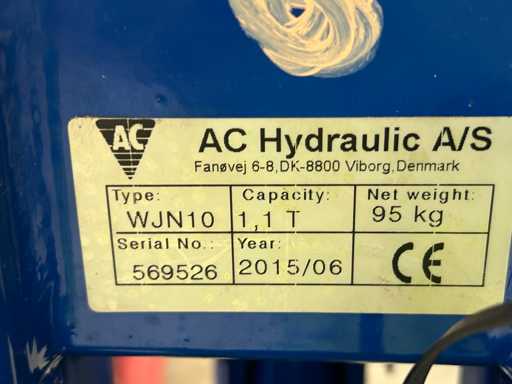 AC
AC Hydraulic A/S
Fanøvej 6-8,DK-8800 Viborg,Denmark
Type: Capacity: Net weight:
WJN10 1,1 T 95 kg
Serial No.: Year:
569526 2015/06 CE